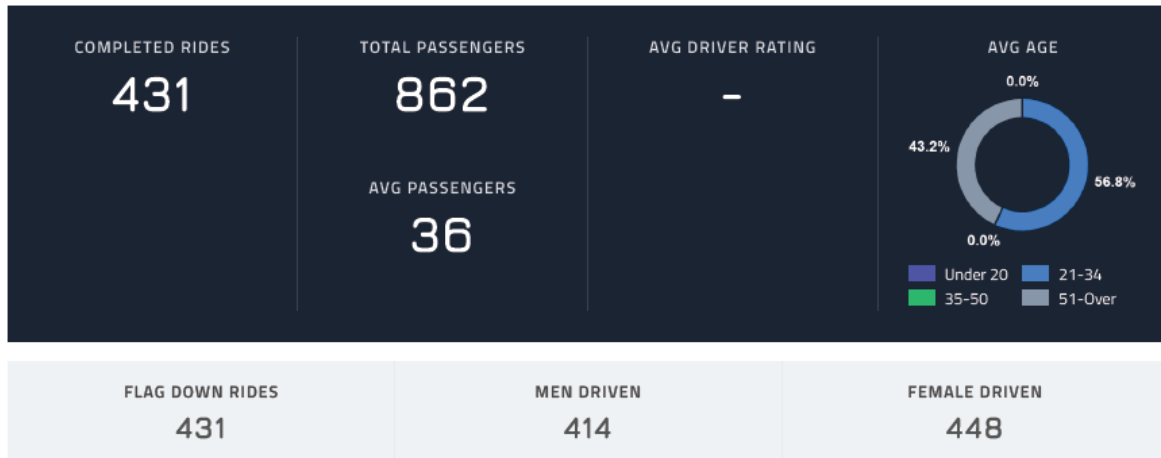 COMPLETED RIDES
431
TOTAL PASSENGERS
862
AVG PASSENGERS
36
AVG DRIVER RATING
-
AVG AGE
0.0%
43.2%
56.8%
0.0%
Under 20
21-34
35-50
51-Over
FLAG DOWN RIDES
431
MEN DRIVEN
414
FEMALE DRIVEN
448